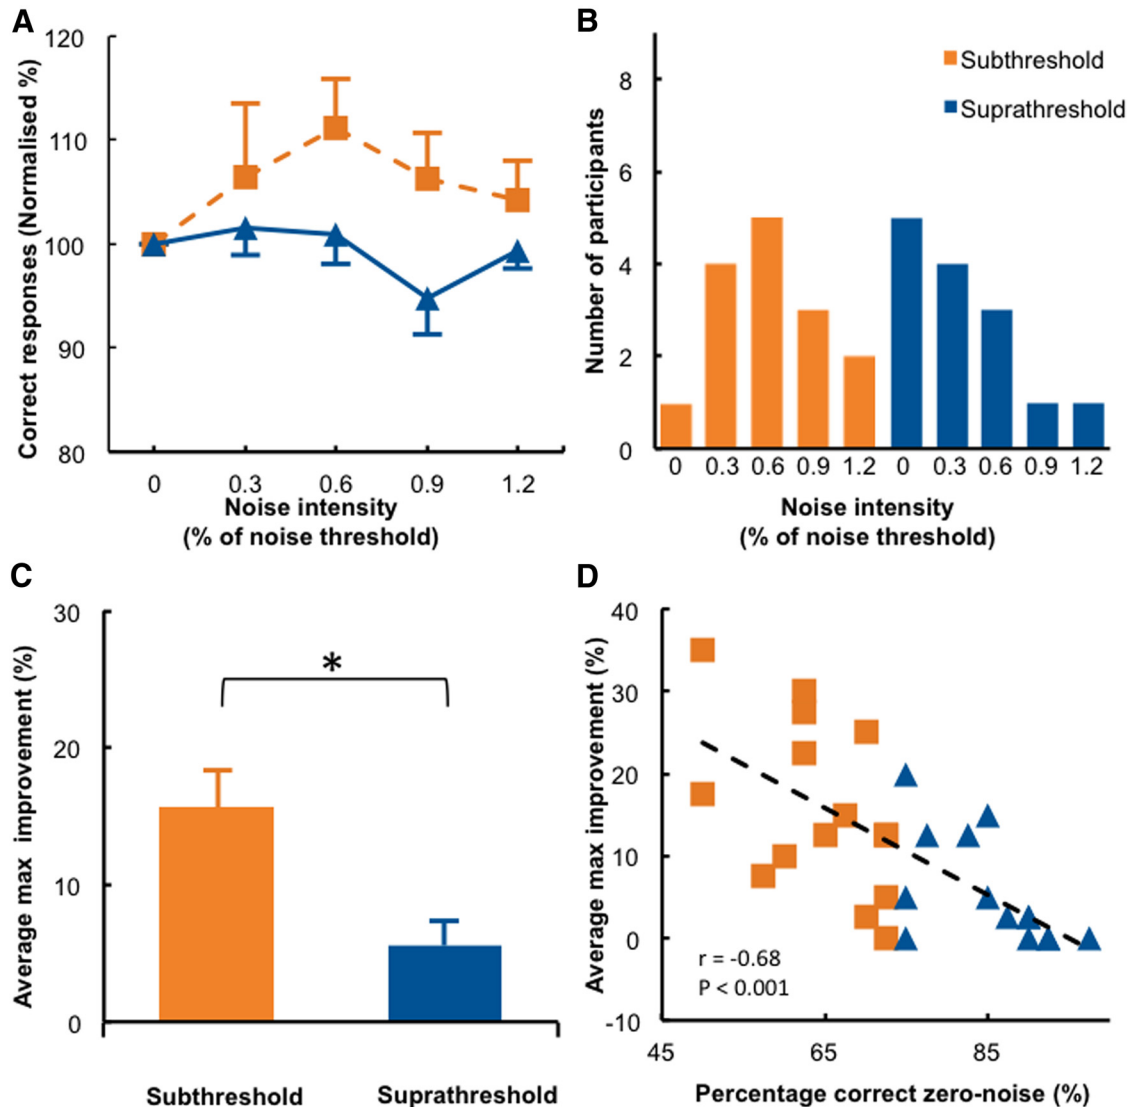 A
Correct responses (Normalised %)
120
110
100
90
80
0 0.3 0.6 0.9 1.2
Noise intensity
(% of noise threshold)
B
Number of participants
8
6
4
2
0
Subthreshold
Suprathreshold
0 0.3 0.6 0.9 1.2 0 0.3 0.6 0.9 1.2
Noise intensity
(% of noise threshold)
C
Average max improvement (%)
30
20
10
0
*
Subthreshold Suprathreshold
D
Average max improvement (%)
40
30
20
10
0
-10
r = -0.68
P < 0.001
45 65 85
Percentage correct zero-noise (%)